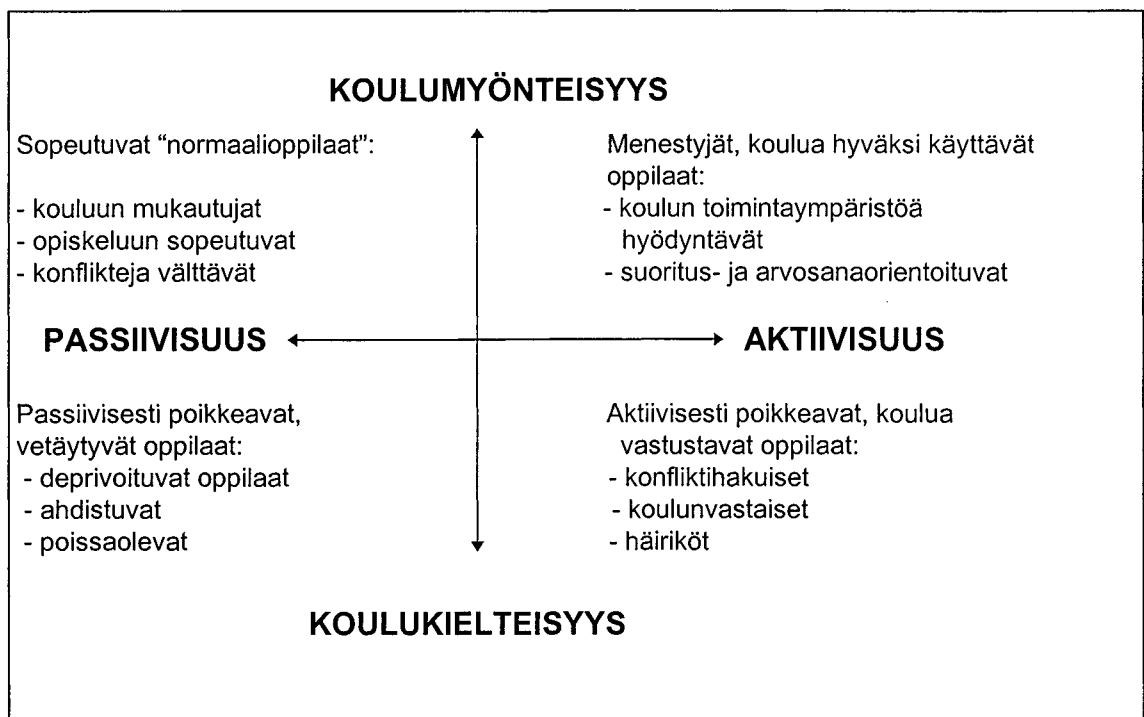 KOULUMYÖNTEISYYS
Sopeutuvat “normaalioppilaat”:
- kouluun mukautujat
- opiskeluun sopeutuvat
- konflikteja välttävät
Menestyjät, koulua hyväksi käyttävät
oppilaat:
- koulun toimintaympäristöä
hyödyntävät
- suoritus- ja arvosanaorientoituvat
PASSIIVISUUS
AKTIIVISUUS
Passiivisesti poikkeavat,
vetäytyvät oppilaat:
- deprivoituvat oppilaat
- ahdistuvat
- poissaolevat
Aktiivisesti poikkeavat, koulua
vastustavat oppilaat:
- konfliktihakuiset
- koulunvastaiset
- häiriköt
KOULUKIELTEISYYS